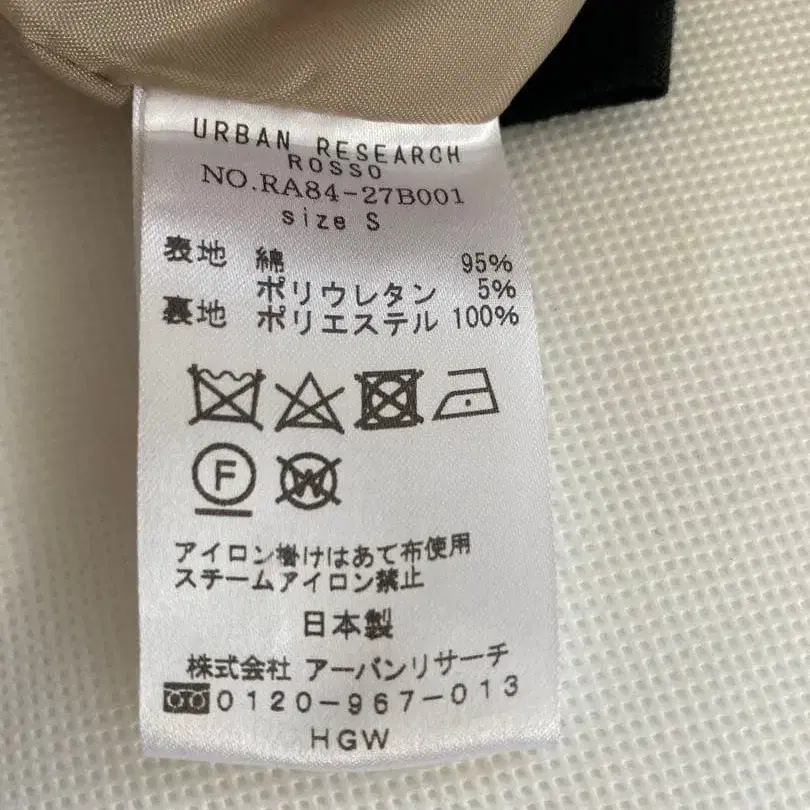 URBAN RESEARCH
ROSSO
NO.RA84-27B001
size S
表地 綿 95%
ポリウレタン 5%
裏地 ポリエステル 100%
F W
アイロン掛けはあて布使用
スチームアイロン禁止
日本製
株式会社 アーバンリサーチ
0120-967-013
HGW